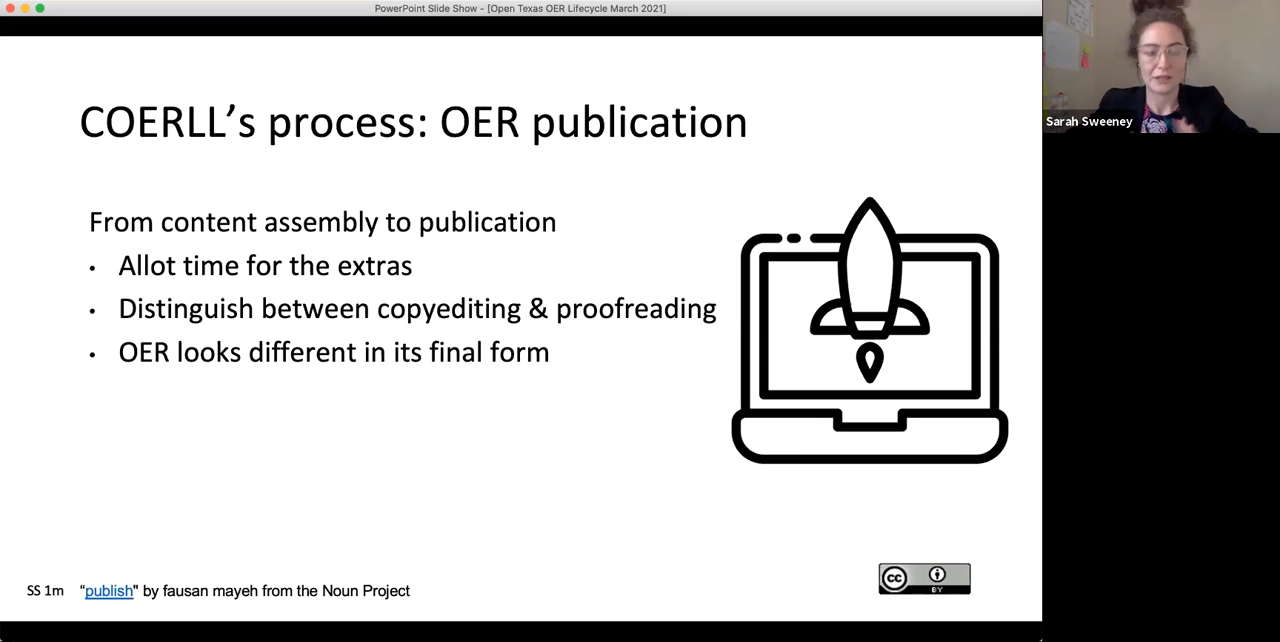 PowerPoint Slide Show - [Open Texas OER Lifecycle March 2021]
COERLL’s process: OER publication
Sarah Sweeney
From content assembly to publication
• Allot time for the extras
• Distinguish between copyediting & proofreading
• OER looks different in its final form
SS 1m “publish" by fausan mayeh from the Noun Project
cc
BY